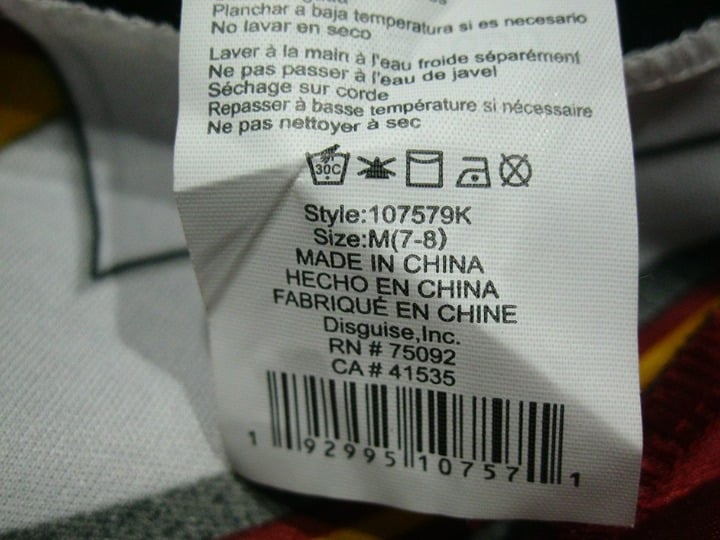 Planchar a baja temperatura si es necesario
No lavar en seco
Laver à la main à l'eau froide séparément
Ne pas passer à l'eau de javel
Séchage sur corde
Repasser à basse température si nécessaire
Ne pas nettoyer à sec
30C
Style:107579K
Size:M(7-8)
MADE IN CHINA
HECHO EN CHINA
FABRIQUÉ EN CHINE
Disguise,Inc.
RN # 75092
CA # 41535
1 92995 10757 1